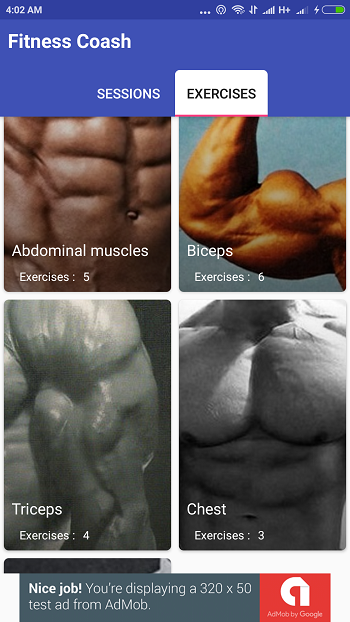 4:02 AM
H+
Fitness Coash
SESSIONS
EXERCISES
Abdominal muscles
Exercises : 5
Biceps
Exercises : 6
Triceps
Exercises : 4
Chest
Exercises : 3
Nice job! You're displaying a 320 x 50
test ad from AdMob.
AdMob by Google